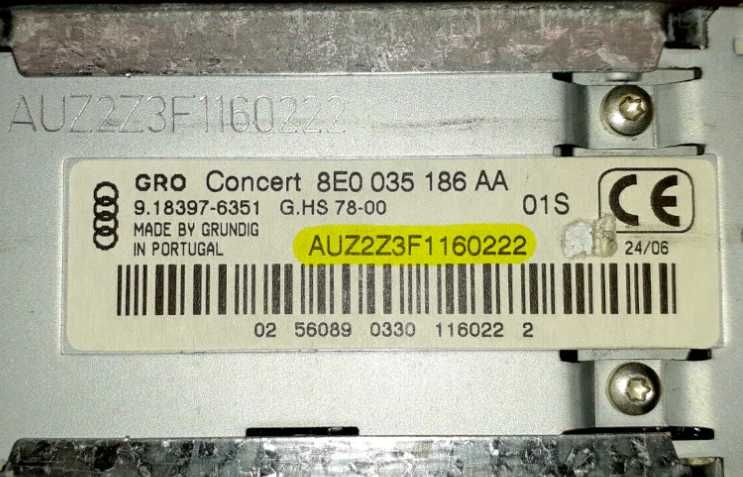 AUZ2Z3F1160222
GRO Concert 8E0 035 186 AA
9.18397-6351 G.HS 78-00 01S
MADE BY GRUNDIG
IN PORTUGAL
AUZ2Z3F1160222
CE
24/06
02 56089 0330 116022 2